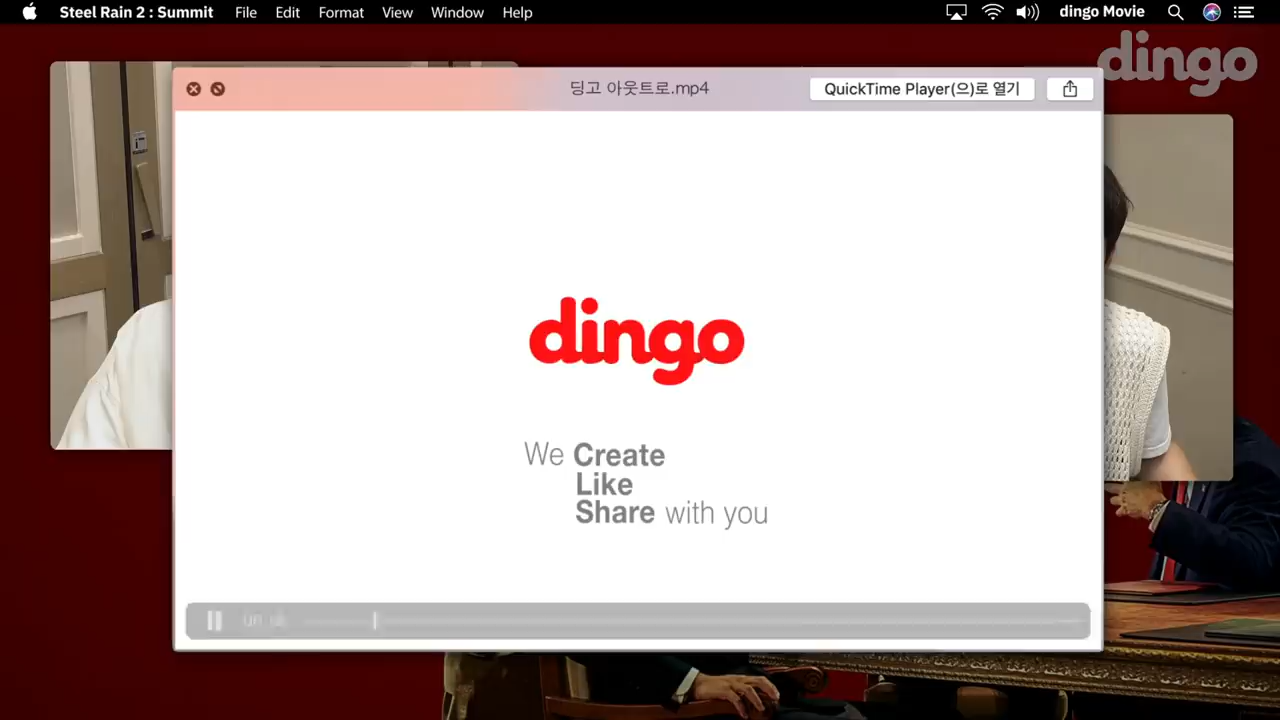 Steel Rain 2 : Summit File Edit Format View Window Help dingo Movie
dingo
딩고 아웃트로.mp4 QuickTime Player(으)로 열기
dingo
We Create
Like
Share with you